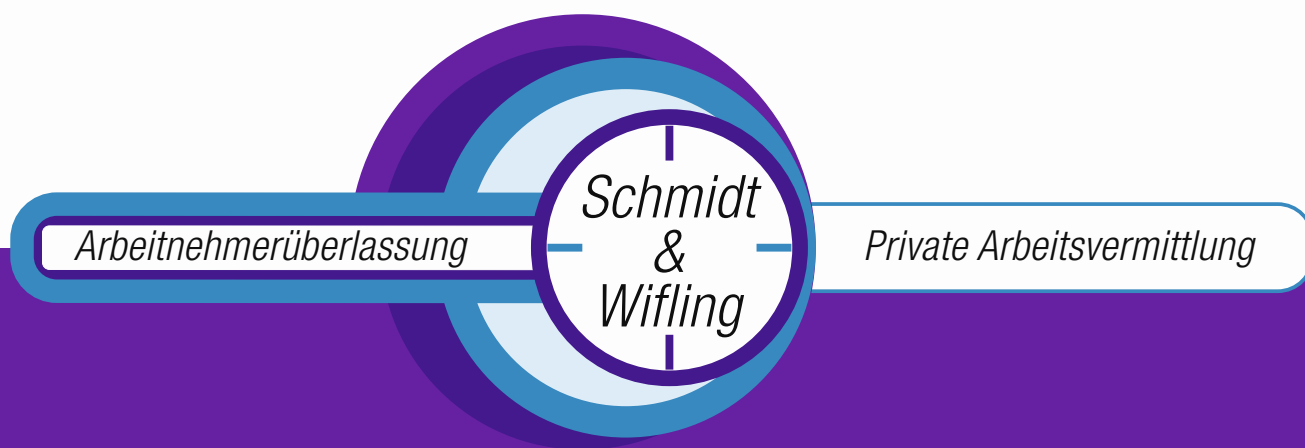 Arbeitnehmerüberlassung
Schmidt
&
Wifling
Private Arbeitsvermittlung